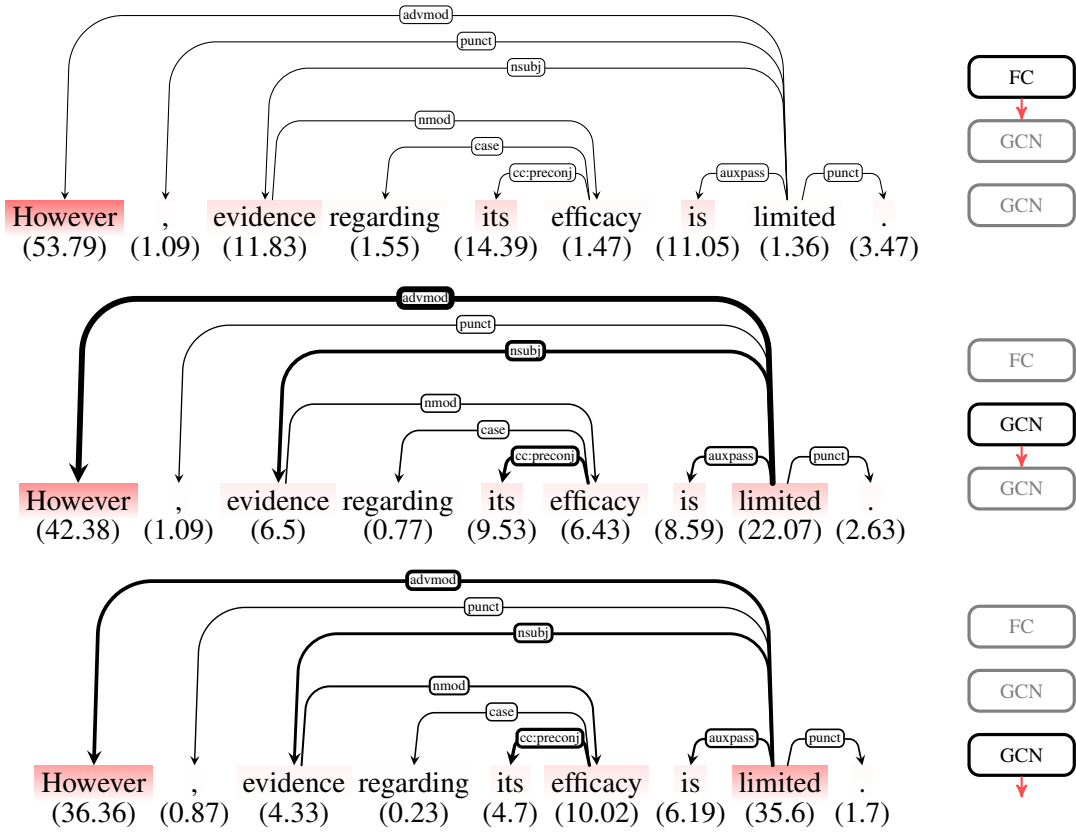 advmod
punct
nsubj
nmod
case
cc:preconj auxpass punct
However , evidence regarding its efficacy is limited .
(53.79) (1.09) (11.83) (1.55) (14.39) (1.47) (11.05) (1.36) (3.47)
FC
GCN
GCN
advmod
punct
nsubj
nmod
case
cc:preconj auxpass punct
However , evidence regarding its efficacy is limited .
(42.38) (1.09) (6.5) (0.77) (9.53) (6.43) (8.59) (22.07) (2.63)
FC
GCN
GCN
advmod
punct
nsubj
nmod
case
cc:preconj auxpass punct
However , evidence regarding its efficacy is limited .
(36.36) (0.87) (4.33) (0.23) (4.7) (10.02) (6.19) (35.6) (1.7)
FC
GCN
GCN